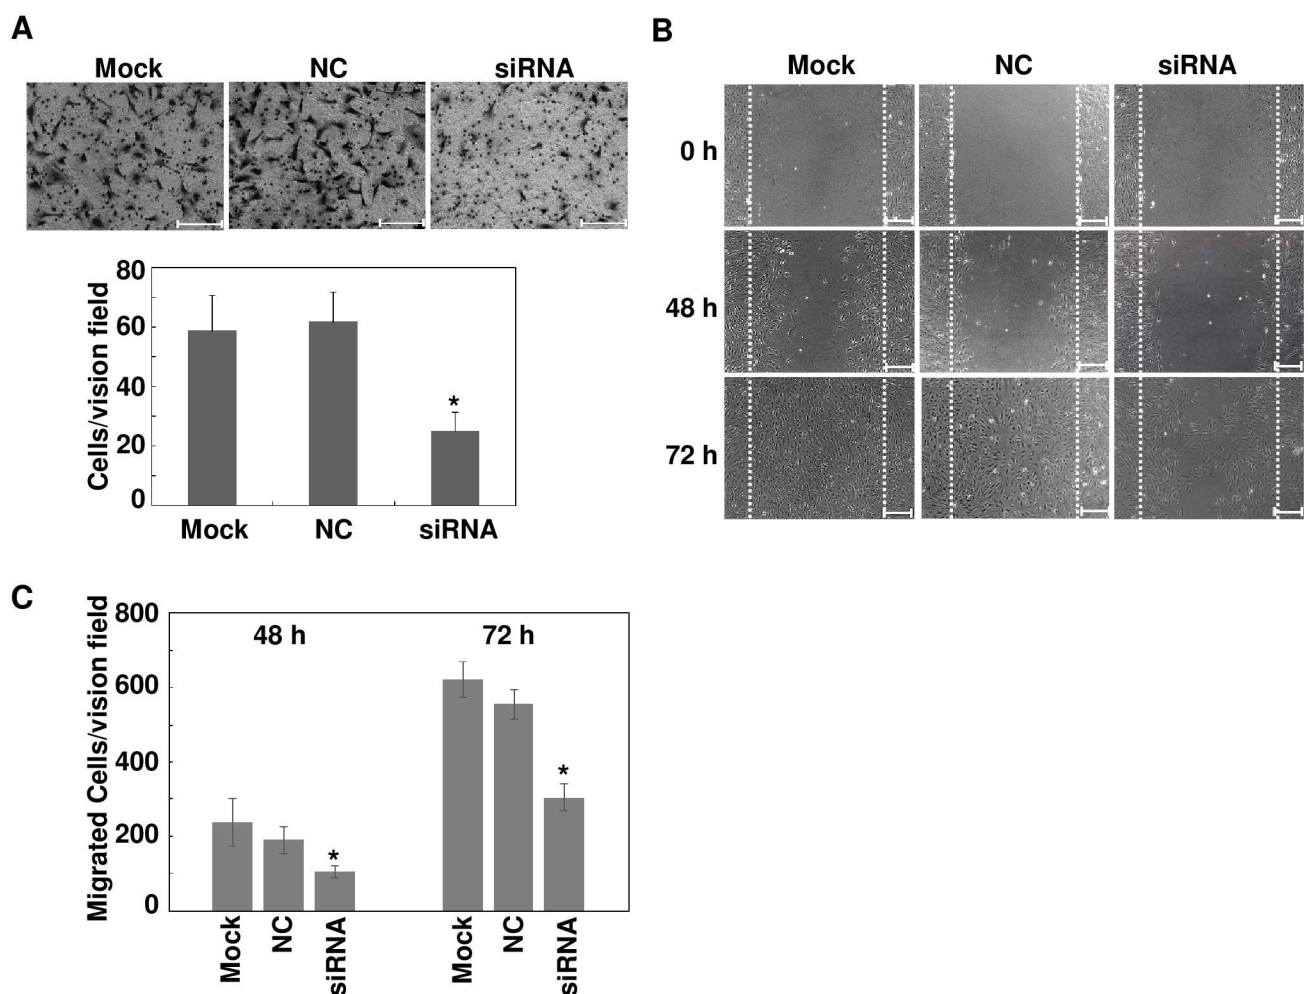 A
Mock NC siRNA
80
60
40
20
0
Cells/vision field
*
Mock NC siRNA
B
Mock NC siRNA
0 h
48 h
72 h
C
800
600
400
200
0
Migrated Cells/vision field
48 h 72 h
*
*
Mock
NC
siRNA
Mock
NC
siRNA